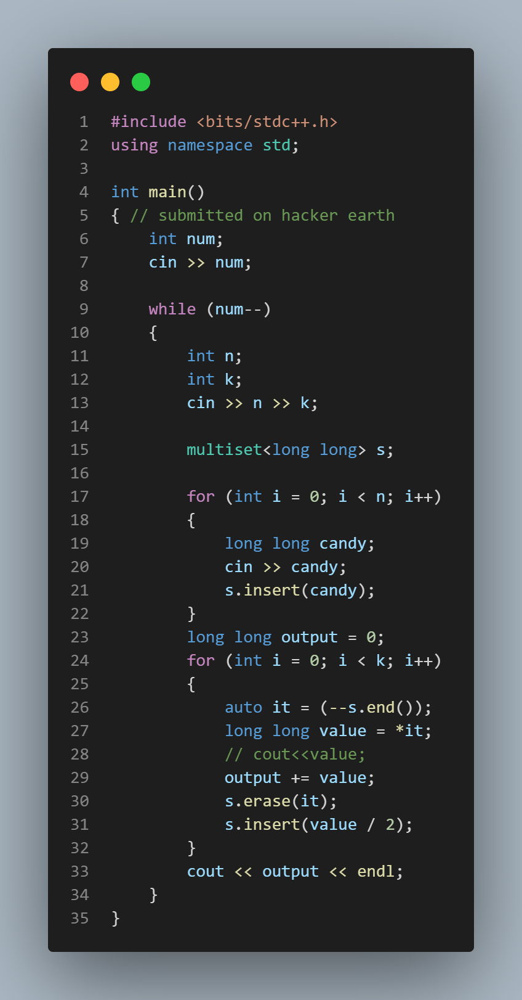 1 #include <bits/stdc++.h>
2 using namespace std;
3
4 int main()
5 { // submitted on hacker earth
6     int num;
7     cin >> num;
8
9     while (num--)
10     {
11         int n;
12         int k;
13         cin >> n >> k;
14
15         multiset<long long> s;
16
17         for (int i = 0; i < n; i++)
18         {
19             long long candy;
20             cin >> candy;
21             s.insert(candy);
22         }
23         long long output = 0;
24         for (int i = 0; i < k; i++)
25         {
26             auto it = (--s.end());
27             long long value = *it;
28             // cout<<value;
29             output += value;
30             s.erase(it);
31             s.insert(value / 2);
32         }
33         cout << output << endl;
34     }
35 }